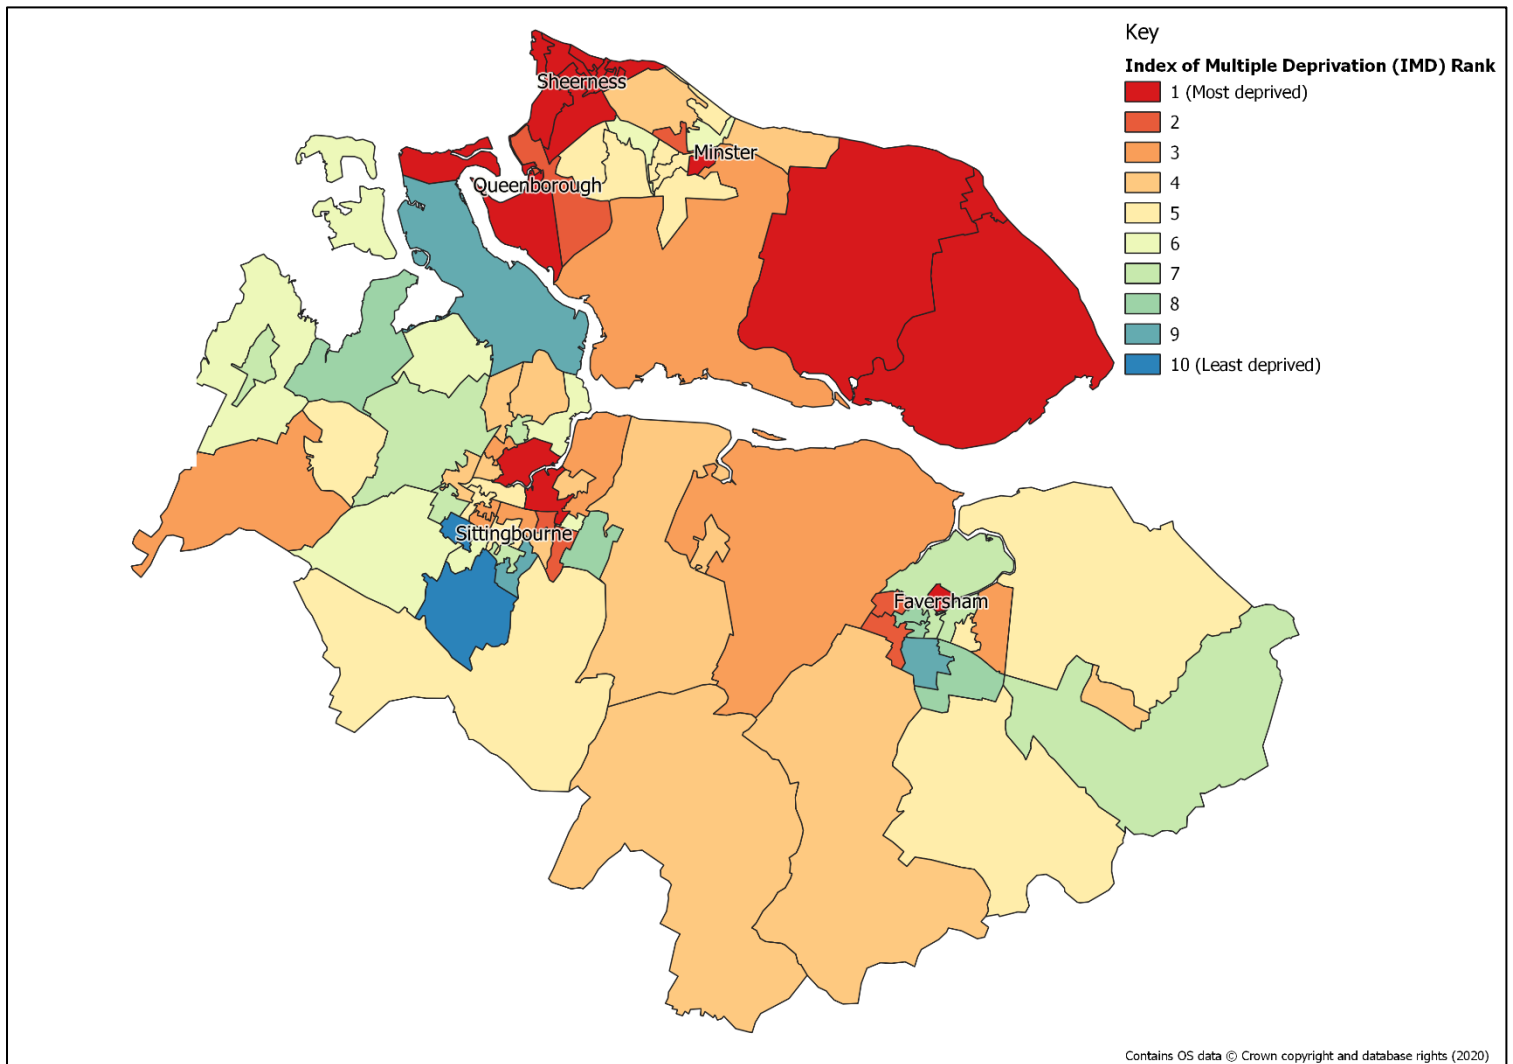 Key
Index of Multiple Deprivation (IMD) Rank
1 (Most deprived)
2
3
4
5
6
7
8
9
10 (Least deprived)
Sheerness
Minster
Queenborough
Sittingbourne
Faversham
Contains OS data © Crown copyright and database rights (2020)